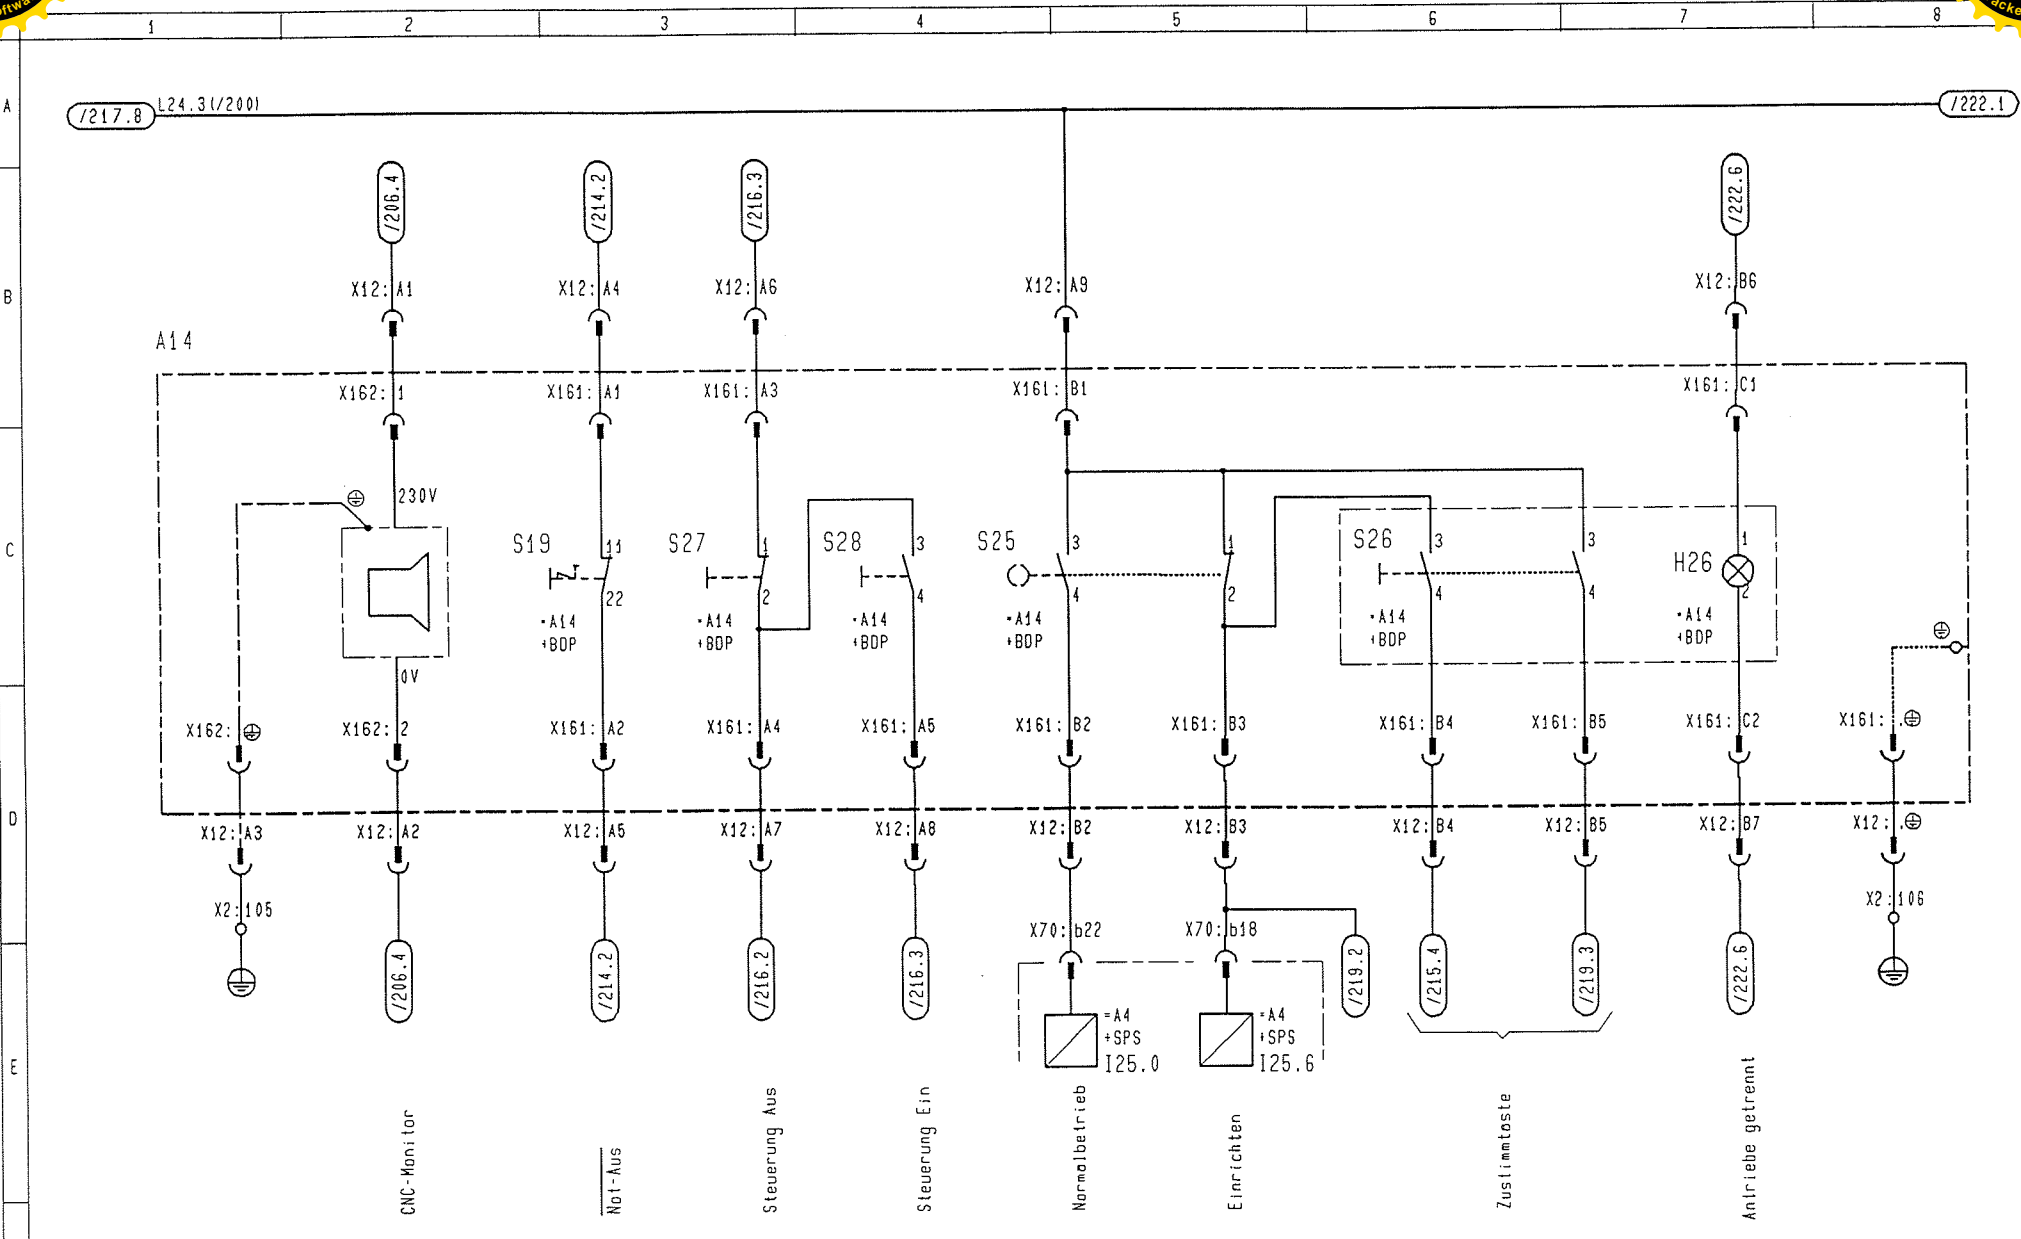 1 2 3 4 5 6 7 8
A
/217.8 L24.3(/200) /222.1
/206.4 /214.2 /216.3 /222.6
B
X12: A1 X12: A4 X12: A6 X12: A9 X12: B6
A14
X162: 1 X161: A1 X161: A3 X161: B1 X161: C1
230V
C
S19 11 S27 1 S28 3 S25 3 1 S26 3 3 H26 1
22 2 4 4 2 4 4 2
-A14 -A14 -A14 -A14 -A14 -A14
+BDP +BDP +BDP +BDP +BDP +BDP
0V
X162: X162: 2 X161: A2 X161: A4 X161: A5 X161: B2 X161: B3 X161: B4 X161: B5 X161: C2 X161: .
D
X12: A3 X12: A2 X12: A5 X12: A7 X12: A8 X12: B2 X12: B3 X12: B4 X12: B5 X12: B7 X12: .
X2:105 X2:106
X70: b22 X70: b18
/206.4 /214.2 /216.2 /216.3 /219.2 /215.4 /219.3 /222.6
E
=A4 =A4
+SPS +SPS
I25.0 I25.6
CNC-Monitor
Not-Aus
Steuerung Aus
Steuerung Ein
Normalbetrieb
Einrichten
Zustimmtaste
Antriebe getrennt